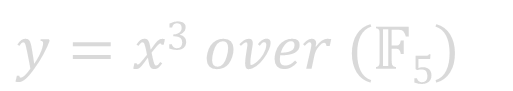 y = x³ over (𝔽₅)